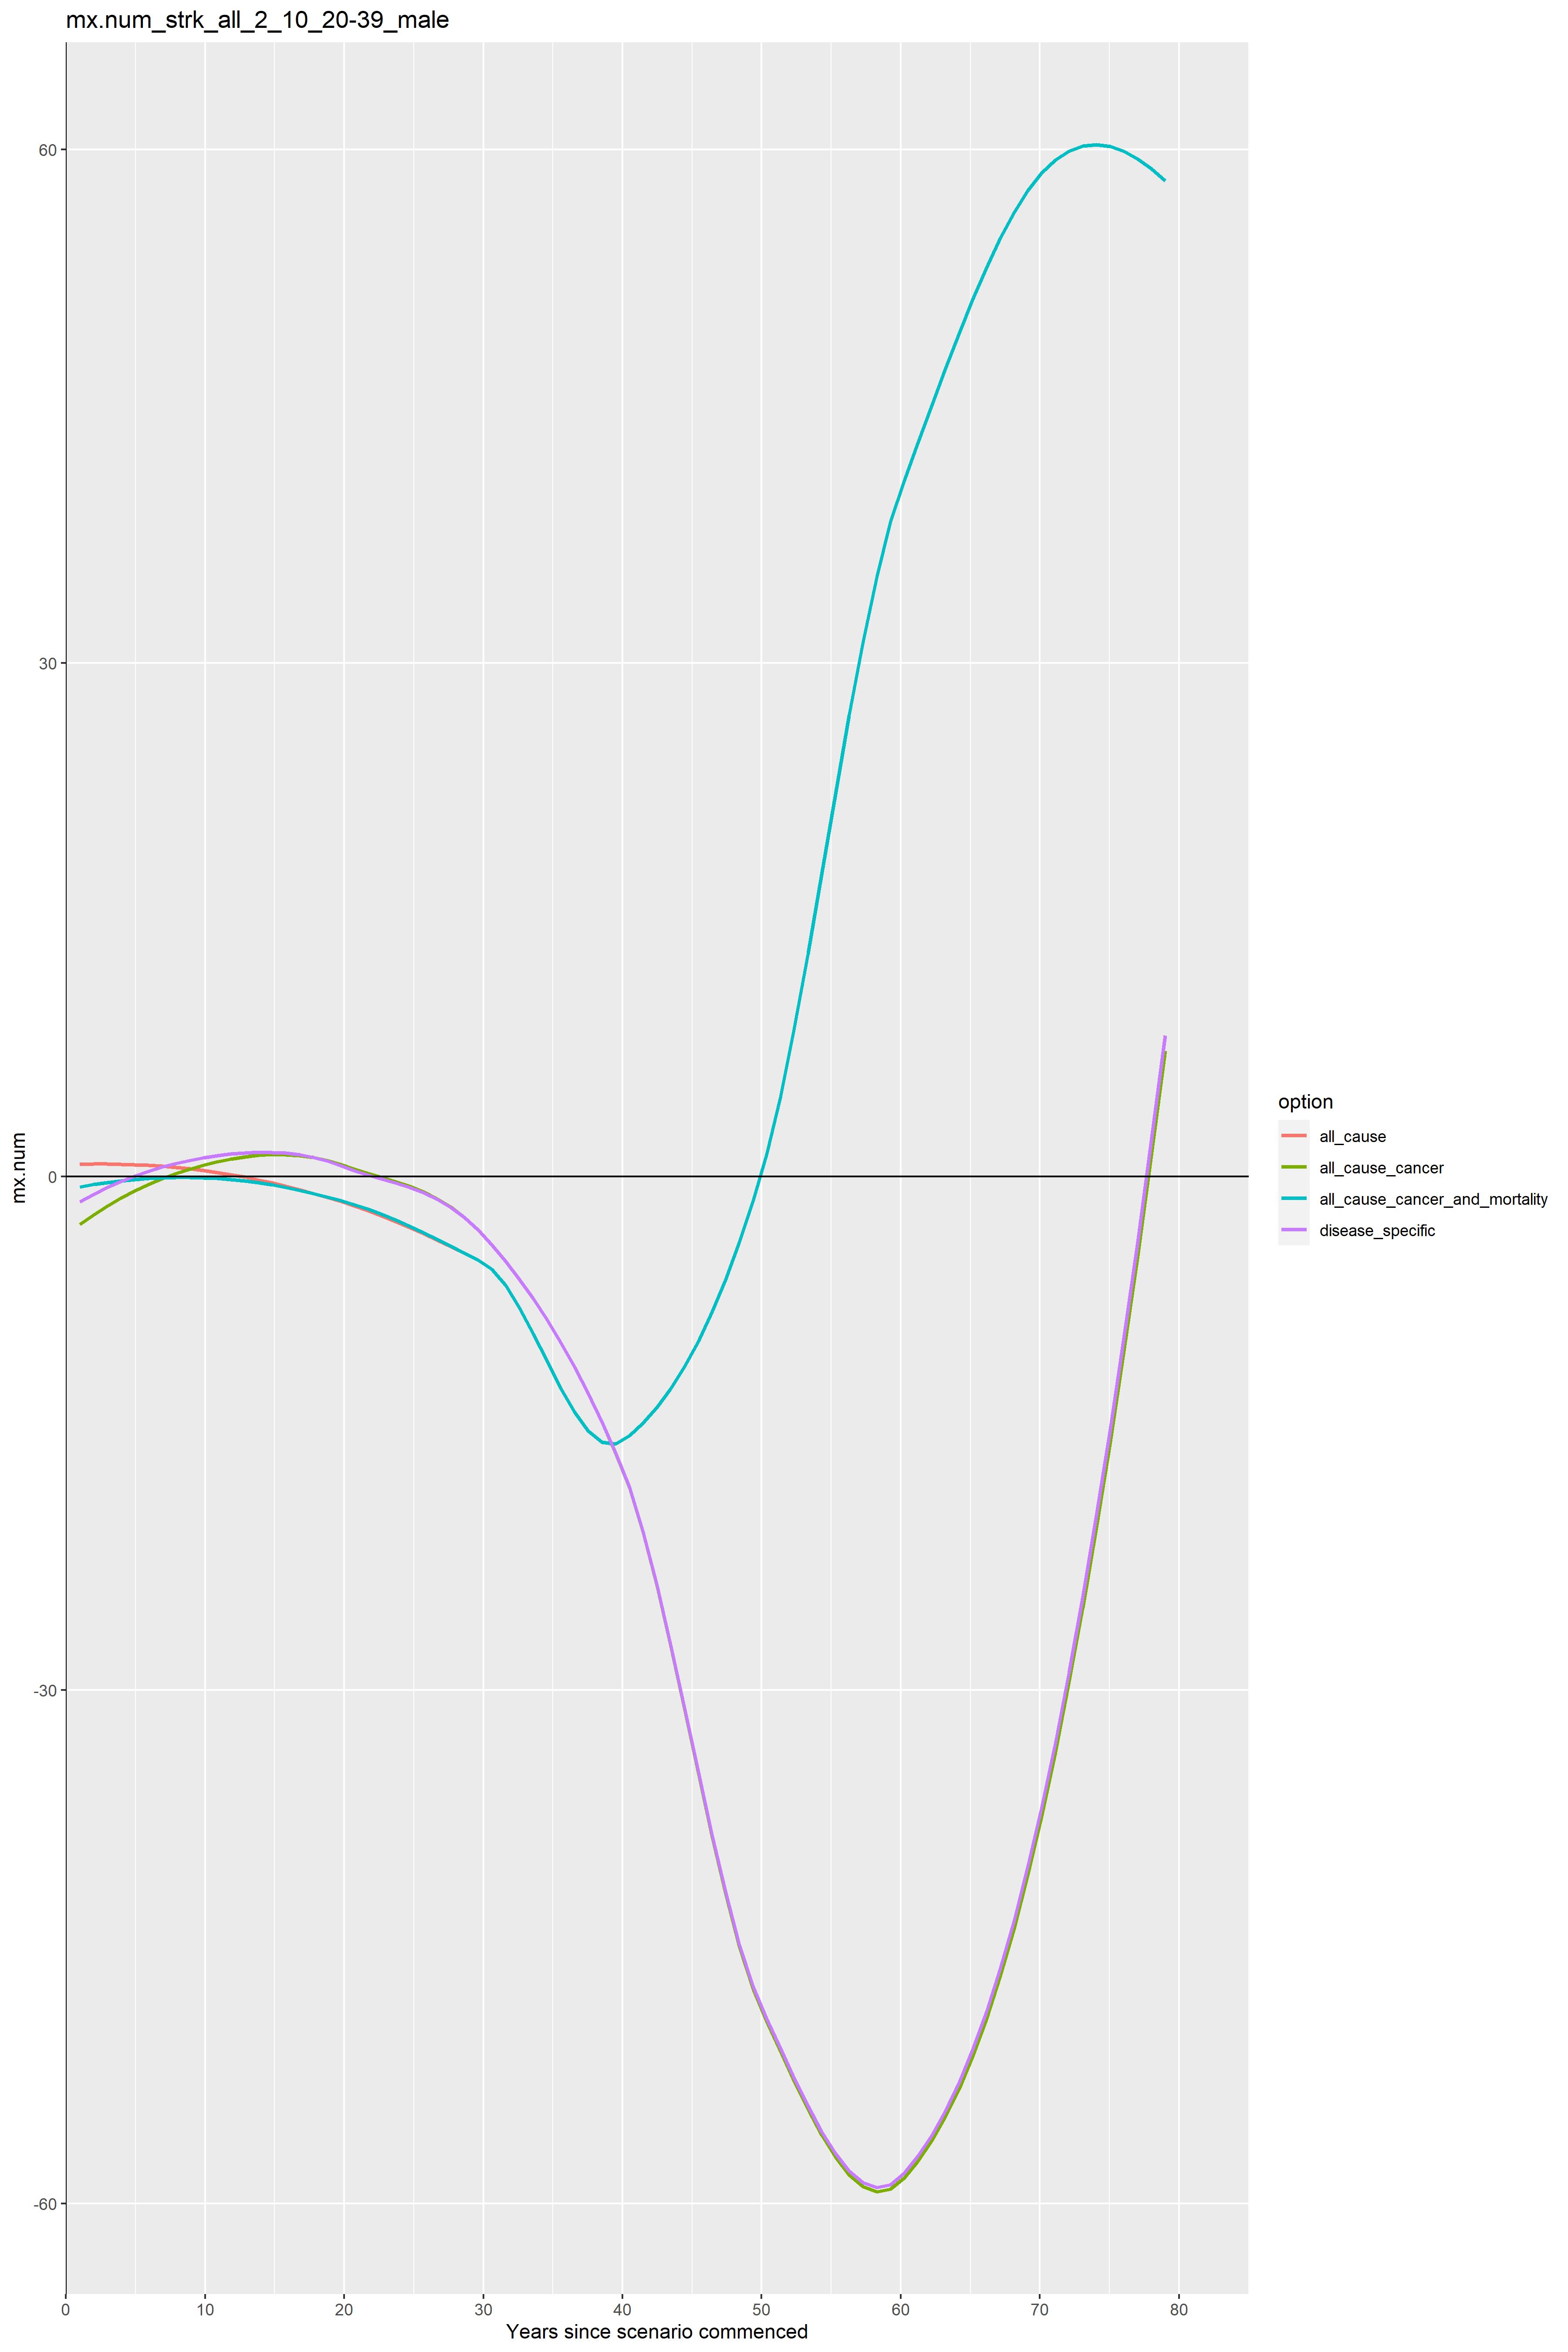 mx.num_strk_all_2_10_20-39_male
60
30
0
-30
-60
mx.num
0 10 20 30 40 50 60 70 80
Years since scenario commenced
option
all_cause
all_cause_cancer
all_cause_cancer_and_mortality
disease_specific